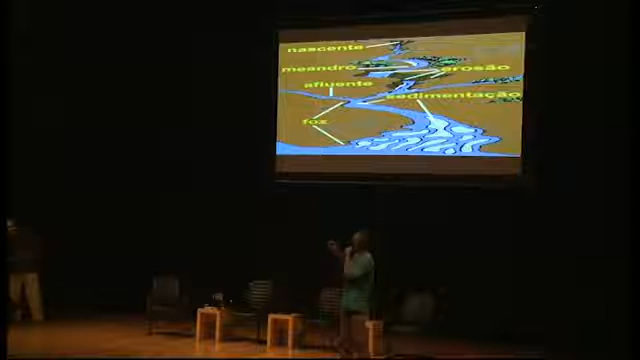 nascente
meandro
erosão
afluente
sedimentação
foz